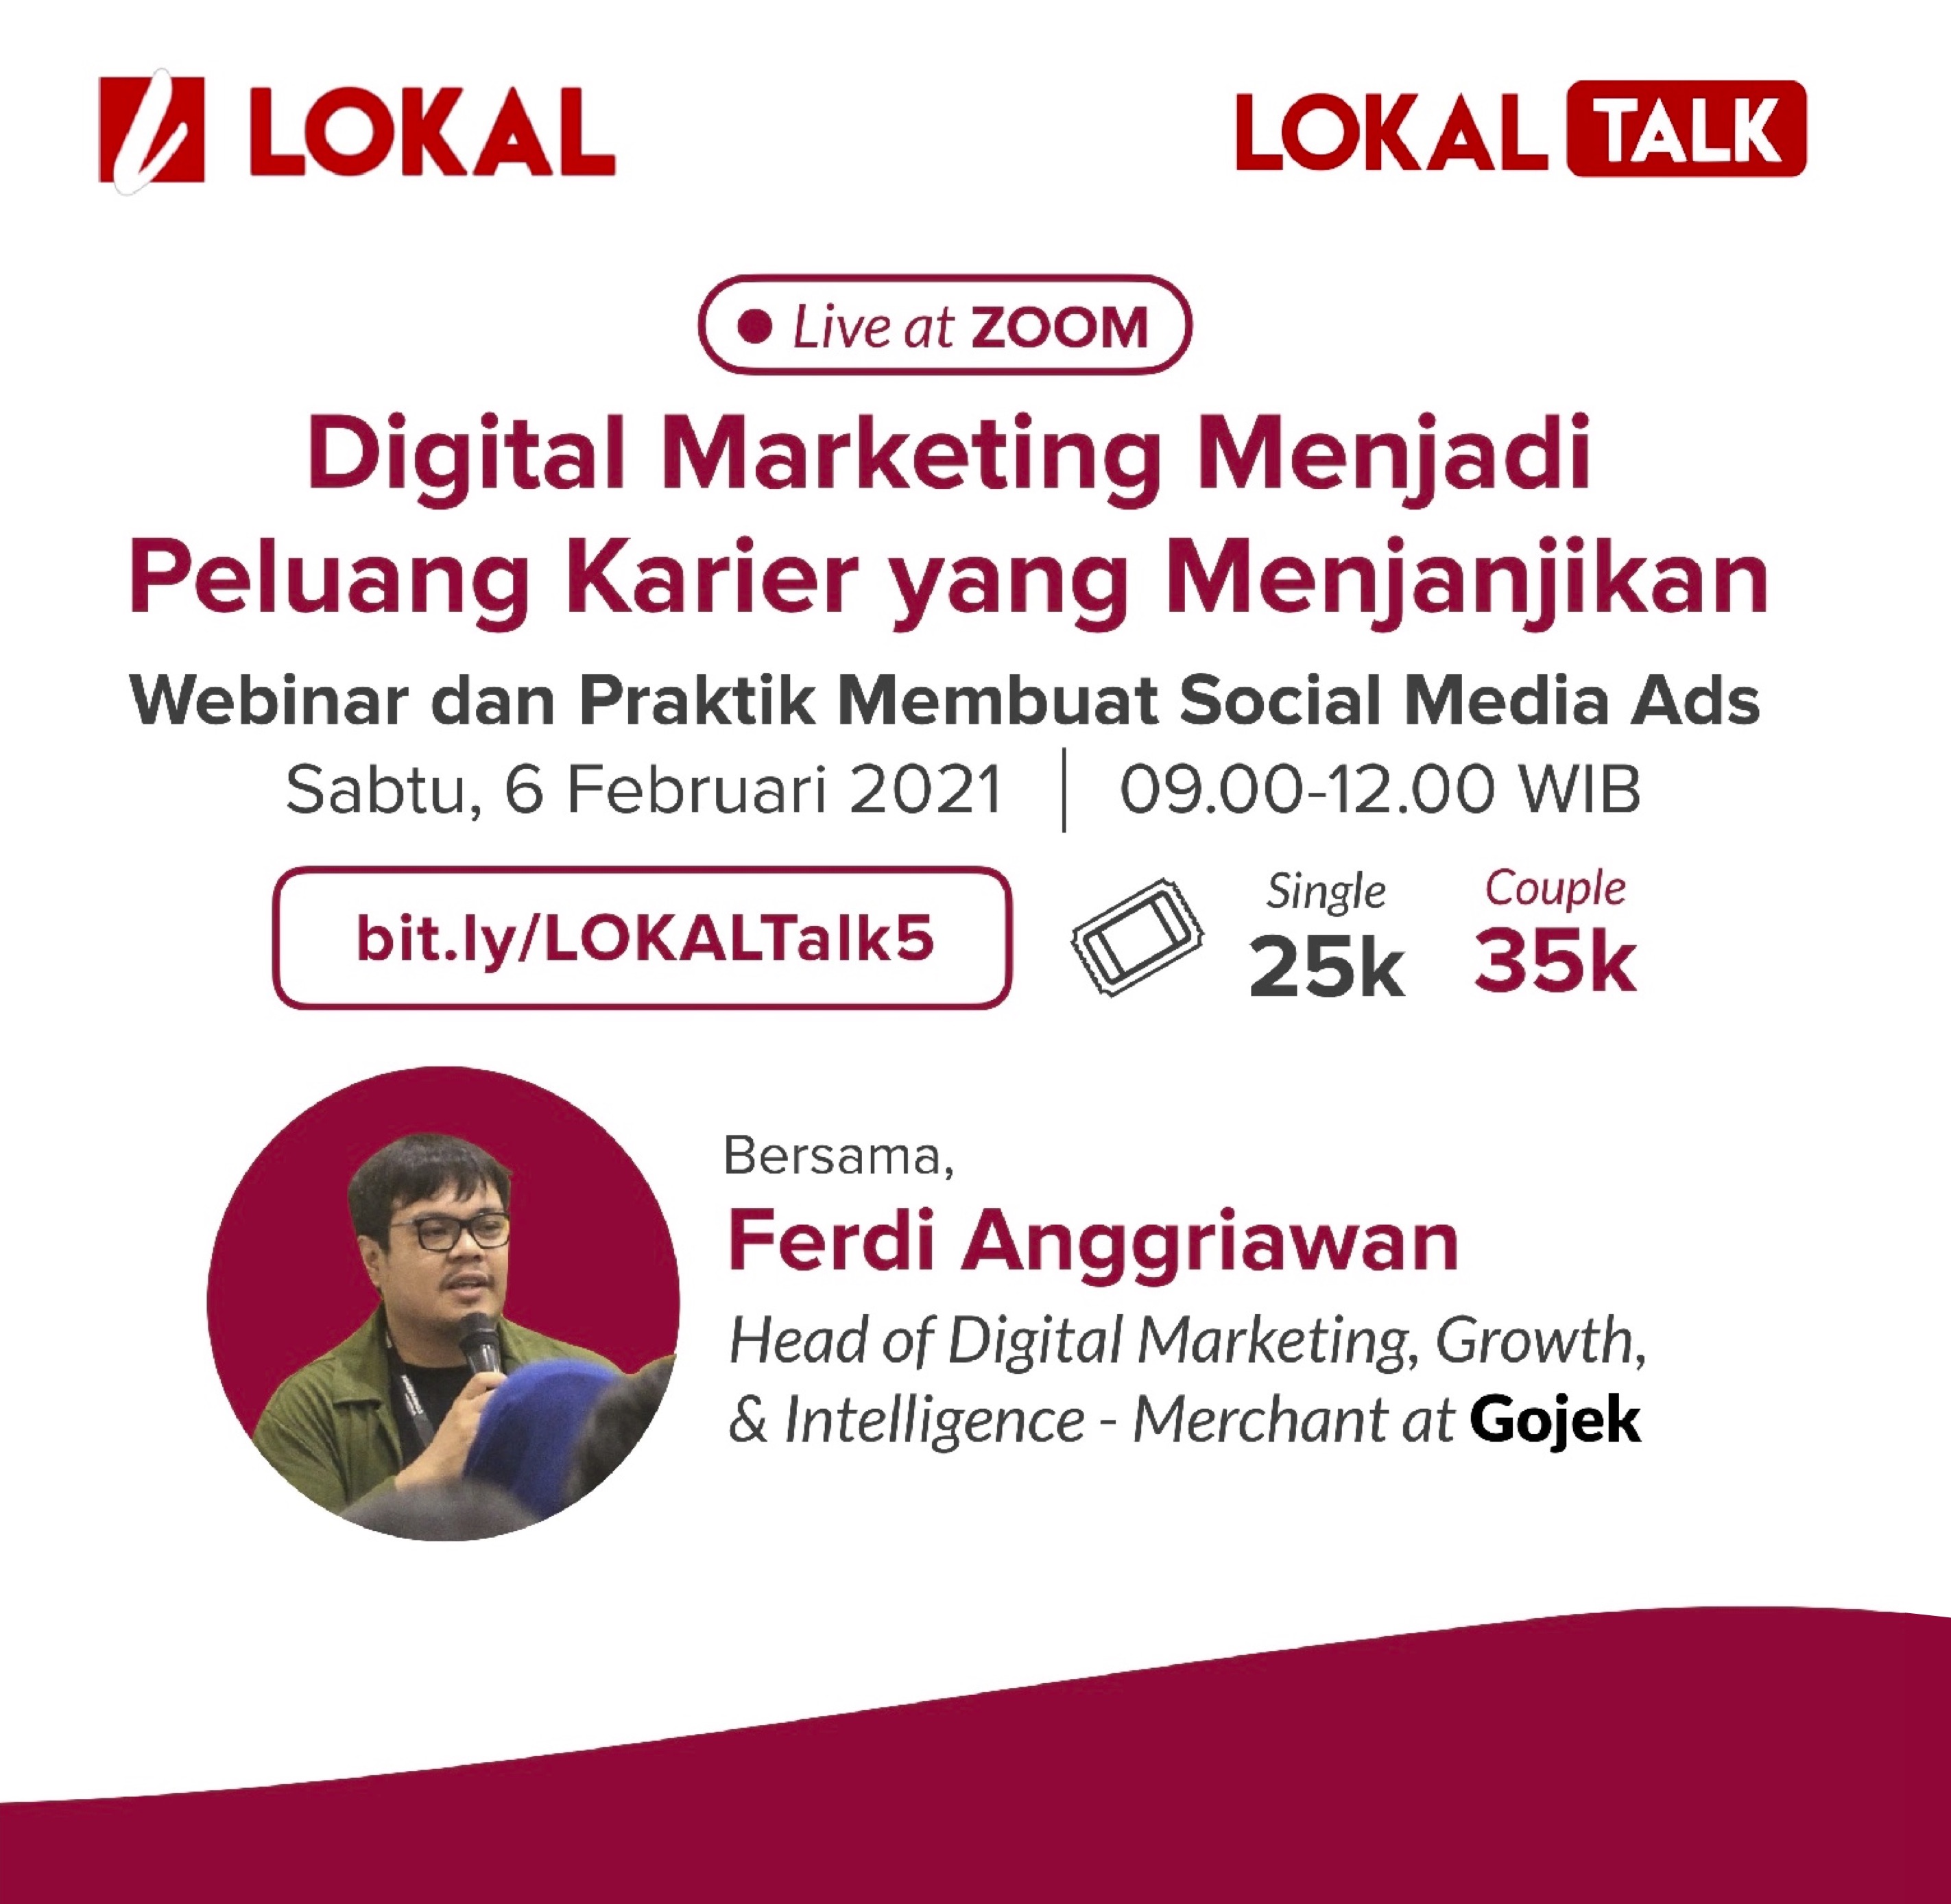 LOKAL
LOKAL TALK
Live at ZOOM
Digital Marketing Menjadi
Peluang Karier yang Menjanjikan
Webinar dan Praktik Membuat Social Media Ads
Sabtu, 6 Februari 2021 | 09.00-12.00 WIB
bit.ly/LOKALTalk5
Single
25k
Couple
35k
Bersama,
Ferdi Anggriawan
Head of Digital Marketing, Growth,
& Intelligence - Merchant at Gojek